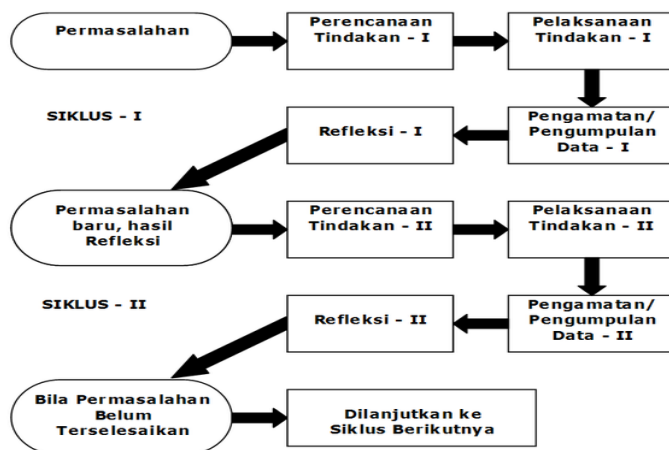 Permasalahan
Perencanaan
Tindakan - I
Pelaksanaan
Tindakan - I
SIKLUS - I
Refleksi - I
Pengamatan/
Pengumpulan
Data - I
Permasalahan
baru, hasil
Refleksi
Perencanaan
Tindakan - II
Pelaksanaan
Tindakan - II
SIKLUS - II
Refleksi - II
Pengamatan/
Pengumpulan
Data - II
Bila Permasalahan
Belum
Terselesaikan
Dilanjutkan ke
Siklus Berikutnya